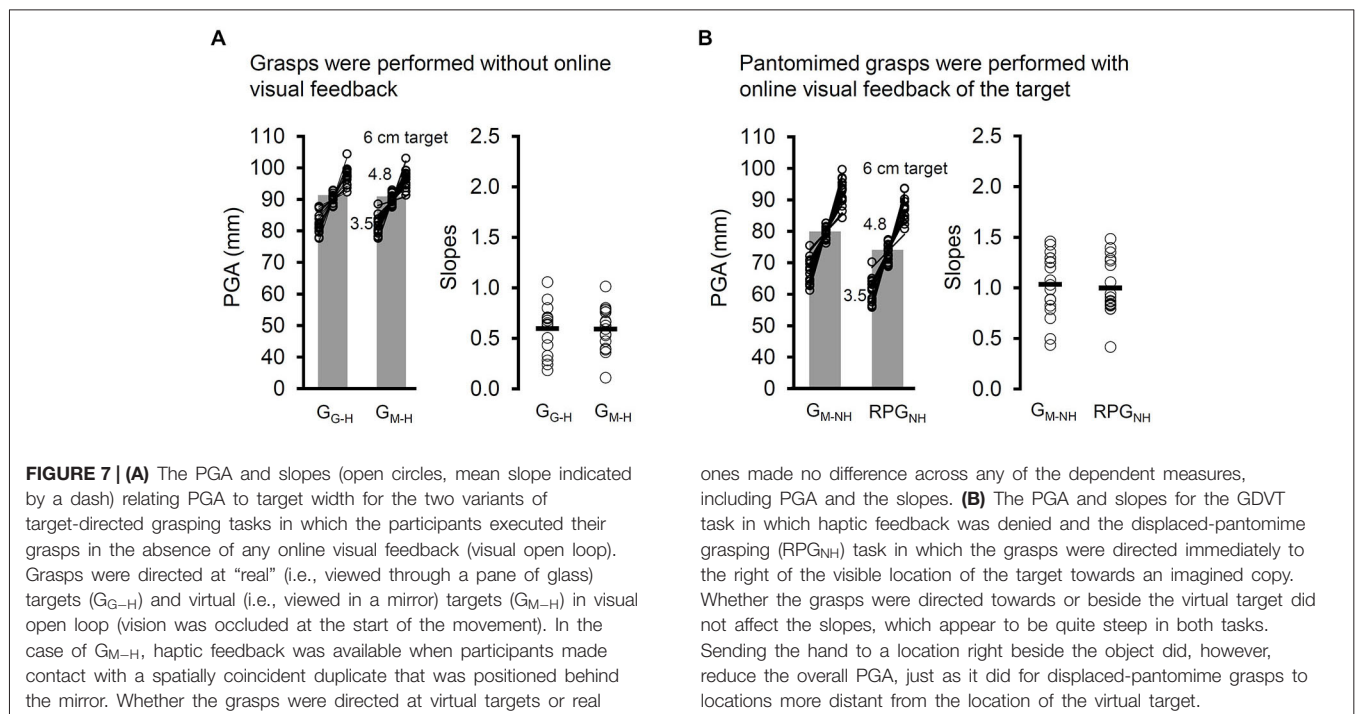 A
Grasps were performed without online
visual feedback
110
100
90
80
70
60
50
40
0
PGA (mm)
6 cm target
4.8
3.5
G_G-H
G_M-H
2.5
2.0
1.5
1.0
0.5
0.0
Slopes
G_G-H
G_M-H
B
Pantomimed grasps were performed with
online visual feedback of the target
110
100
90
80
70
60
50
40
0
PGA (mm)
6 cm target
4.8
3.5
G_M-NH
RPG_NH
2.5
2.0
1.5
1.0
0.5
0.0
Slopes
G_M-NH
RPG_NH
FIGURE 7 | (A) The PGA and slopes (open circles, mean slope indicated
by a dash) relating PGA to target width for the two variants of
target-directed grasping tasks in which the participants executed their
grasps in the absence of any online visual feedback (visual open loop).
Grasps were directed at “real” (i.e., viewed through a pane of glass)
targets (G_G–H) and virtual (i.e., viewed in a mirror) targets (G_M–H) in visual
open loop (vision was occluded at the start of the movement). In the
case of G_M–H, haptic feedback was available when participants made
contact with a spatially coincident duplicate that was positioned behind
the mirror. Whether the grasps were directed at virtual targets or real
ones made no difference across any of the dependent measures,
including PGA and the slopes. (B) The PGA and slopes for the GDVT
task in which haptic feedback was denied and the displaced-pantomime
grasping (RPG_NH) task in which the grasps were directed immediately to
the right of the visible location of the target towards an imagined copy.
Whether the grasps were directed towards or beside the virtual target did
not affect the slopes, which appear to be quite steep in both tasks.
Sending the hand to a location right beside the object did, however,
reduce the overall PGA, just as it did for displaced-pantomime grasps to
locations more distant from the location of the virtual target.